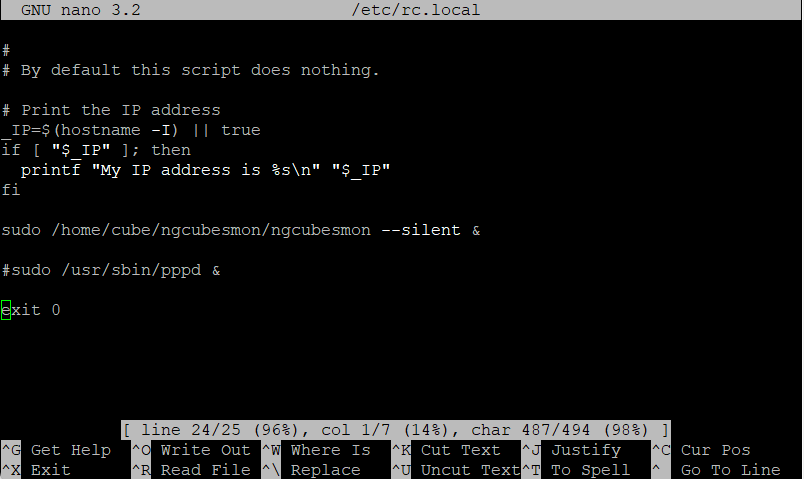 GNU nano 3.2 /etc/rc.local
#
# By default this script does nothing.
# Print the IP address
_IP=$(hostname -I) || true
if [ "$_IP" ]; then
  printf "My IP address is %s\n" "$_IP"
fi
sudo /home/cube/ngcubesmon/ngcubesmon --silent &
#sudo /usr/sbin/pppd &
exit 0
[ line 24/25 (96%), col 1/7 (14%), char 487/494 (98%) ]
^G Get Help ^O Write Out ^W Where Is ^K Cut Text ^J Justify ^C Cur Pos
^X Exit ^R Read File ^\ Replace ^U Uncut Text ^T To Spell ^ Go To Line